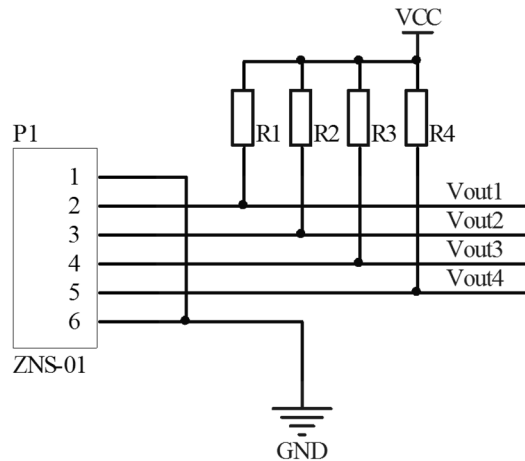 VCC
R1 R2 R3 R4
P1
1
2 Vout1
3 Vout2
4 Vout3
5 Vout4
6
ZNS-01
GND